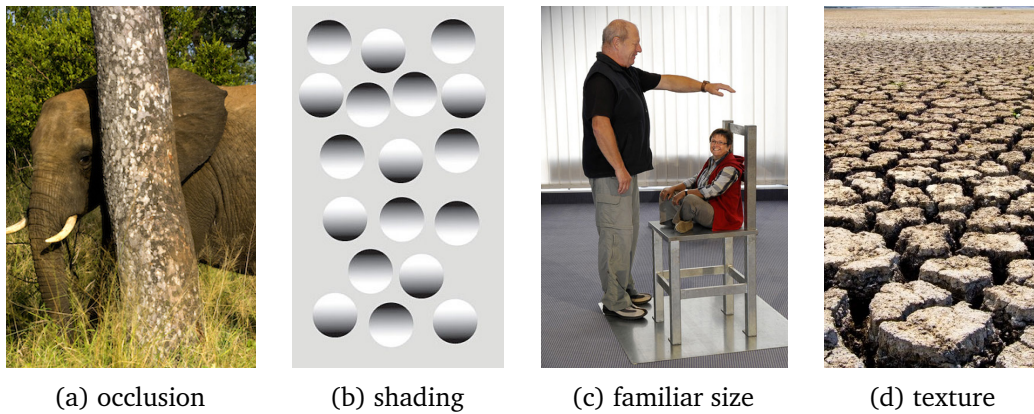 (a) occlusion
(b) shading
(c) familiar size
(d) texture